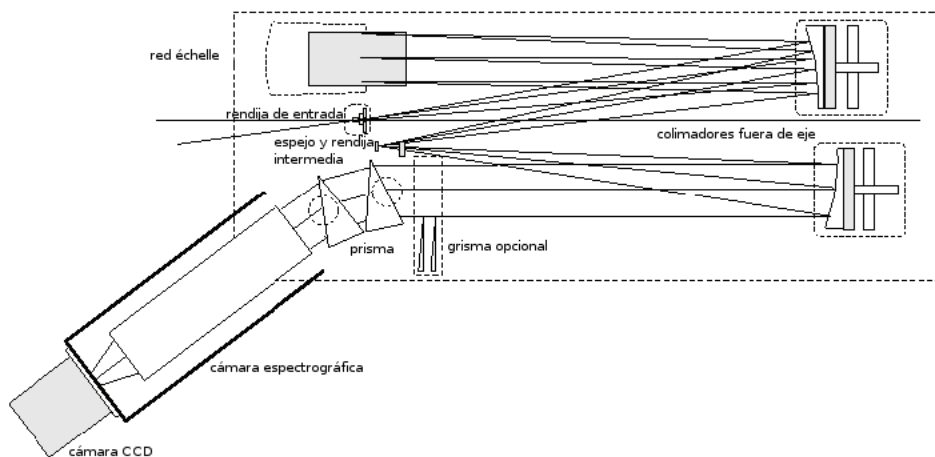 red échelle
rendija de entrada
espejo y rendija
intermedia
colimadores fuera de eje
prisma
grisma opcional
cámara espectrográfica
cámara CCD